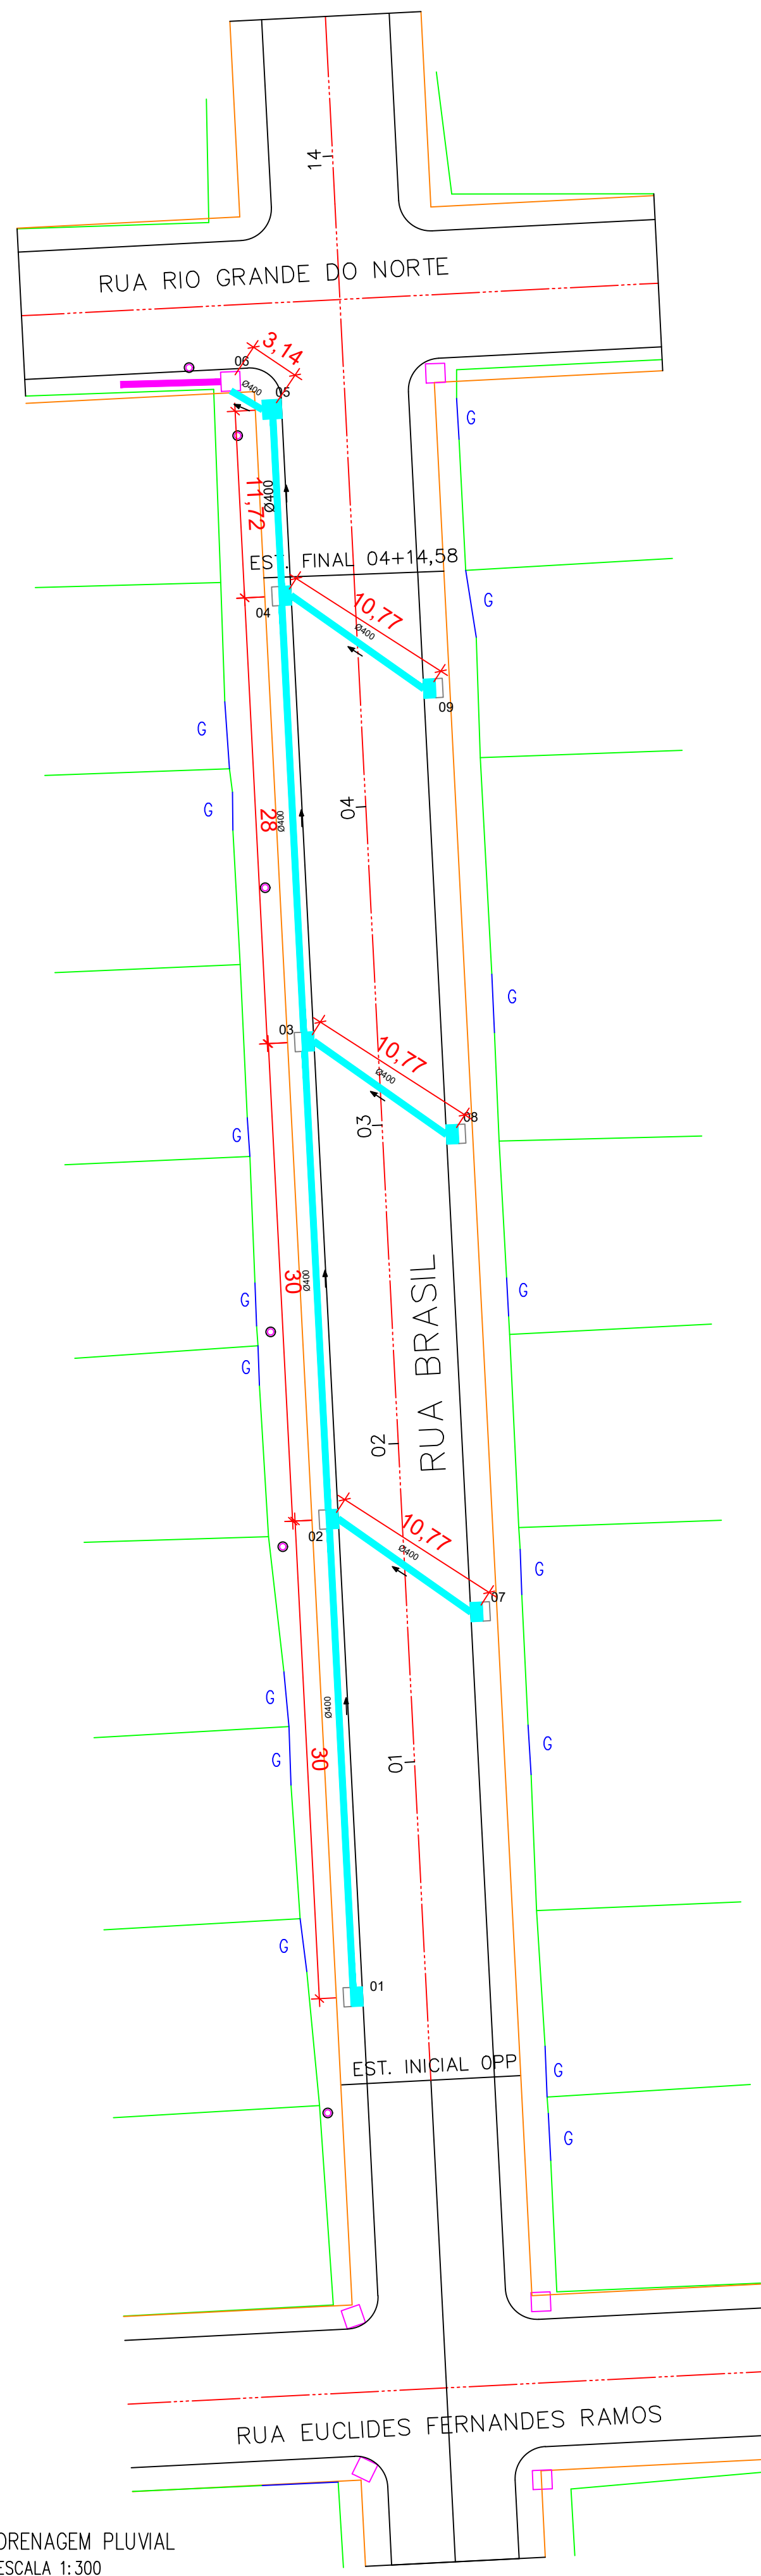 14
RUA RIO GRANDE DO NORTE
3,14
06
Ø400
05
G
11,72
Ø400
EST. FINAL 04+14,58
10,77
G
04
Ø400
09
G
04
G
28
Ø400
G
03
10,77
Ø400
08
G
03
30
Ø400
G
G
G
RUA BRASIL
02
10,77
02
Ø400
G
07
G
Ø400
G
30
G
01
G
01
EST. INICIAL 0PP
G
G
RUA EUCLIDES FERNANDES RAMOS
DRENAGEM PLUVIAL
ESCALA 1:300